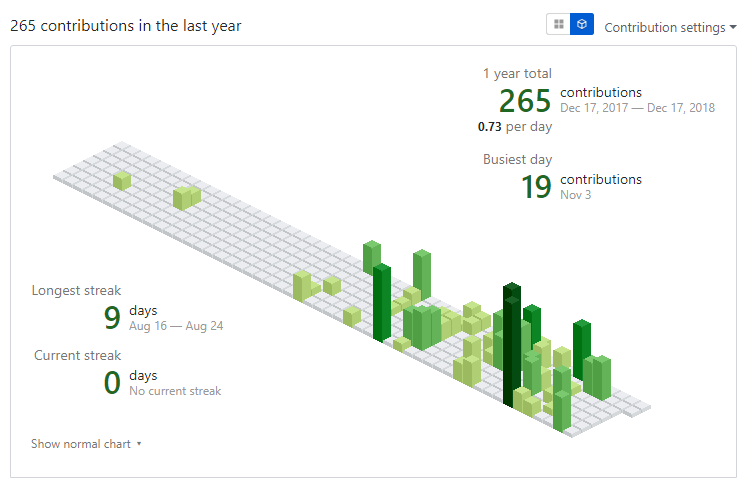 265 contributions in the last year
Contribution settings
1 year total
265 contributions
Dec 17, 2017 — Dec 17, 2018
0.73 per day
Busiest day
19 contributions
Nov 3
Longest streak
9 days
Aug 16 — Aug 24
Current streak
0 days
No current streak
Show normal chart